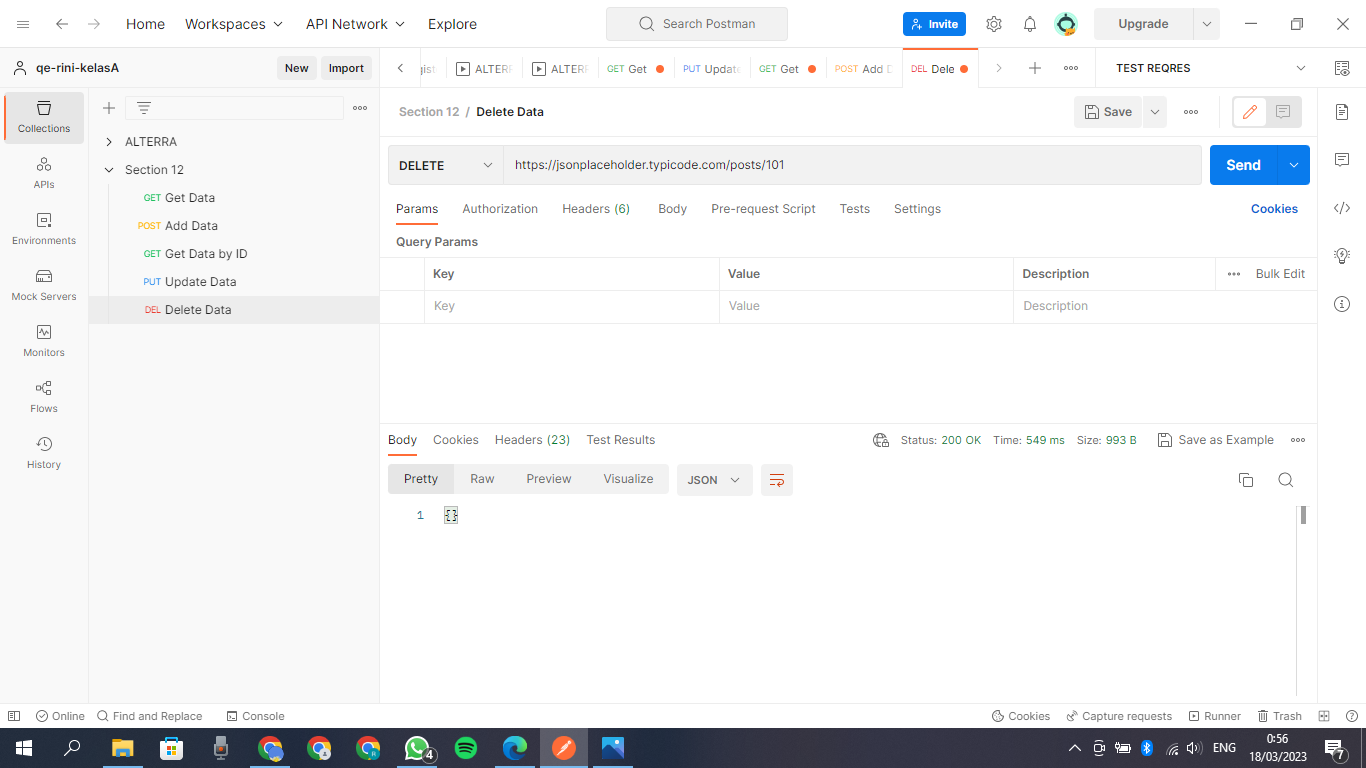 Home
Workspaces
API Network
Explore
Search Postman
Invite
Upgrade
qe-rini-kelasA
New
Import
ALTERR
ALTERR
GET Get
PUT Update
GET Get
POST Add D
DEL Dele
TEST REQRES
Collections
APIs
Environments
Mock Servers
Monitors
Flows
History
ALTERRA
Section 12
GET Get Data
POST Add Data
GET Get Data by ID
PUT Update Data
DEL Delete Data
Section 12 / Delete Data
Save
DELETE
https://jsonplaceholder.typicode.com/posts/101
Send
Params
Authorization
Headers (6)
Body
Pre-request Script
Tests
Settings
Cookies
Query Params
Key
Value
Description
Bulk Edit
Key
Value
Description
Body
Cookies
Headers (23)
Test Results
Status: 200 OK
Time: 549 ms
Size: 993 B
Save as Example
Pretty
Raw
Preview
Visualize
JSON
1 {}
Online
Find and Replace
Console
Cookies
Capture requests
Runner
Trash
4
A
R
ENG
0:56
18/03/2023
7